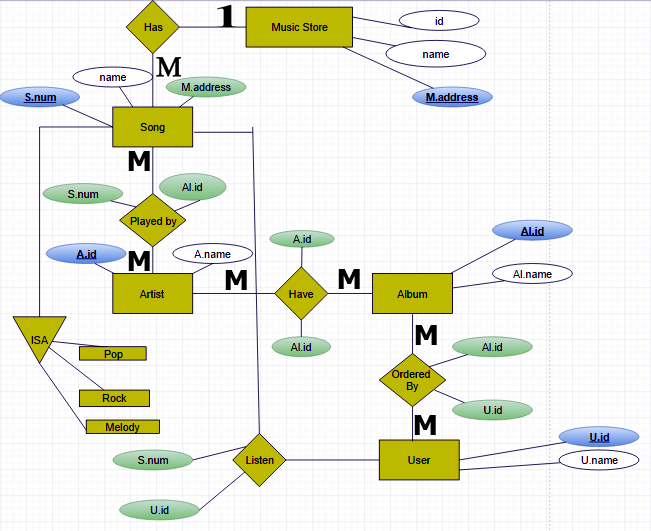 Has
1
Music Store
id
name
M.address
M
name
S.num
M.address
Song
M
S.num
Al.id
Played by
M
A.id
A.name
Artist
M
A.id
Have
Al.id
M
Al.id
Al.name
Album
M
ISA
Pop
Rock
Melody
Ordered
By
Al.id
U.id
M
S.num
U.id
Listen
User
U.id
U.name